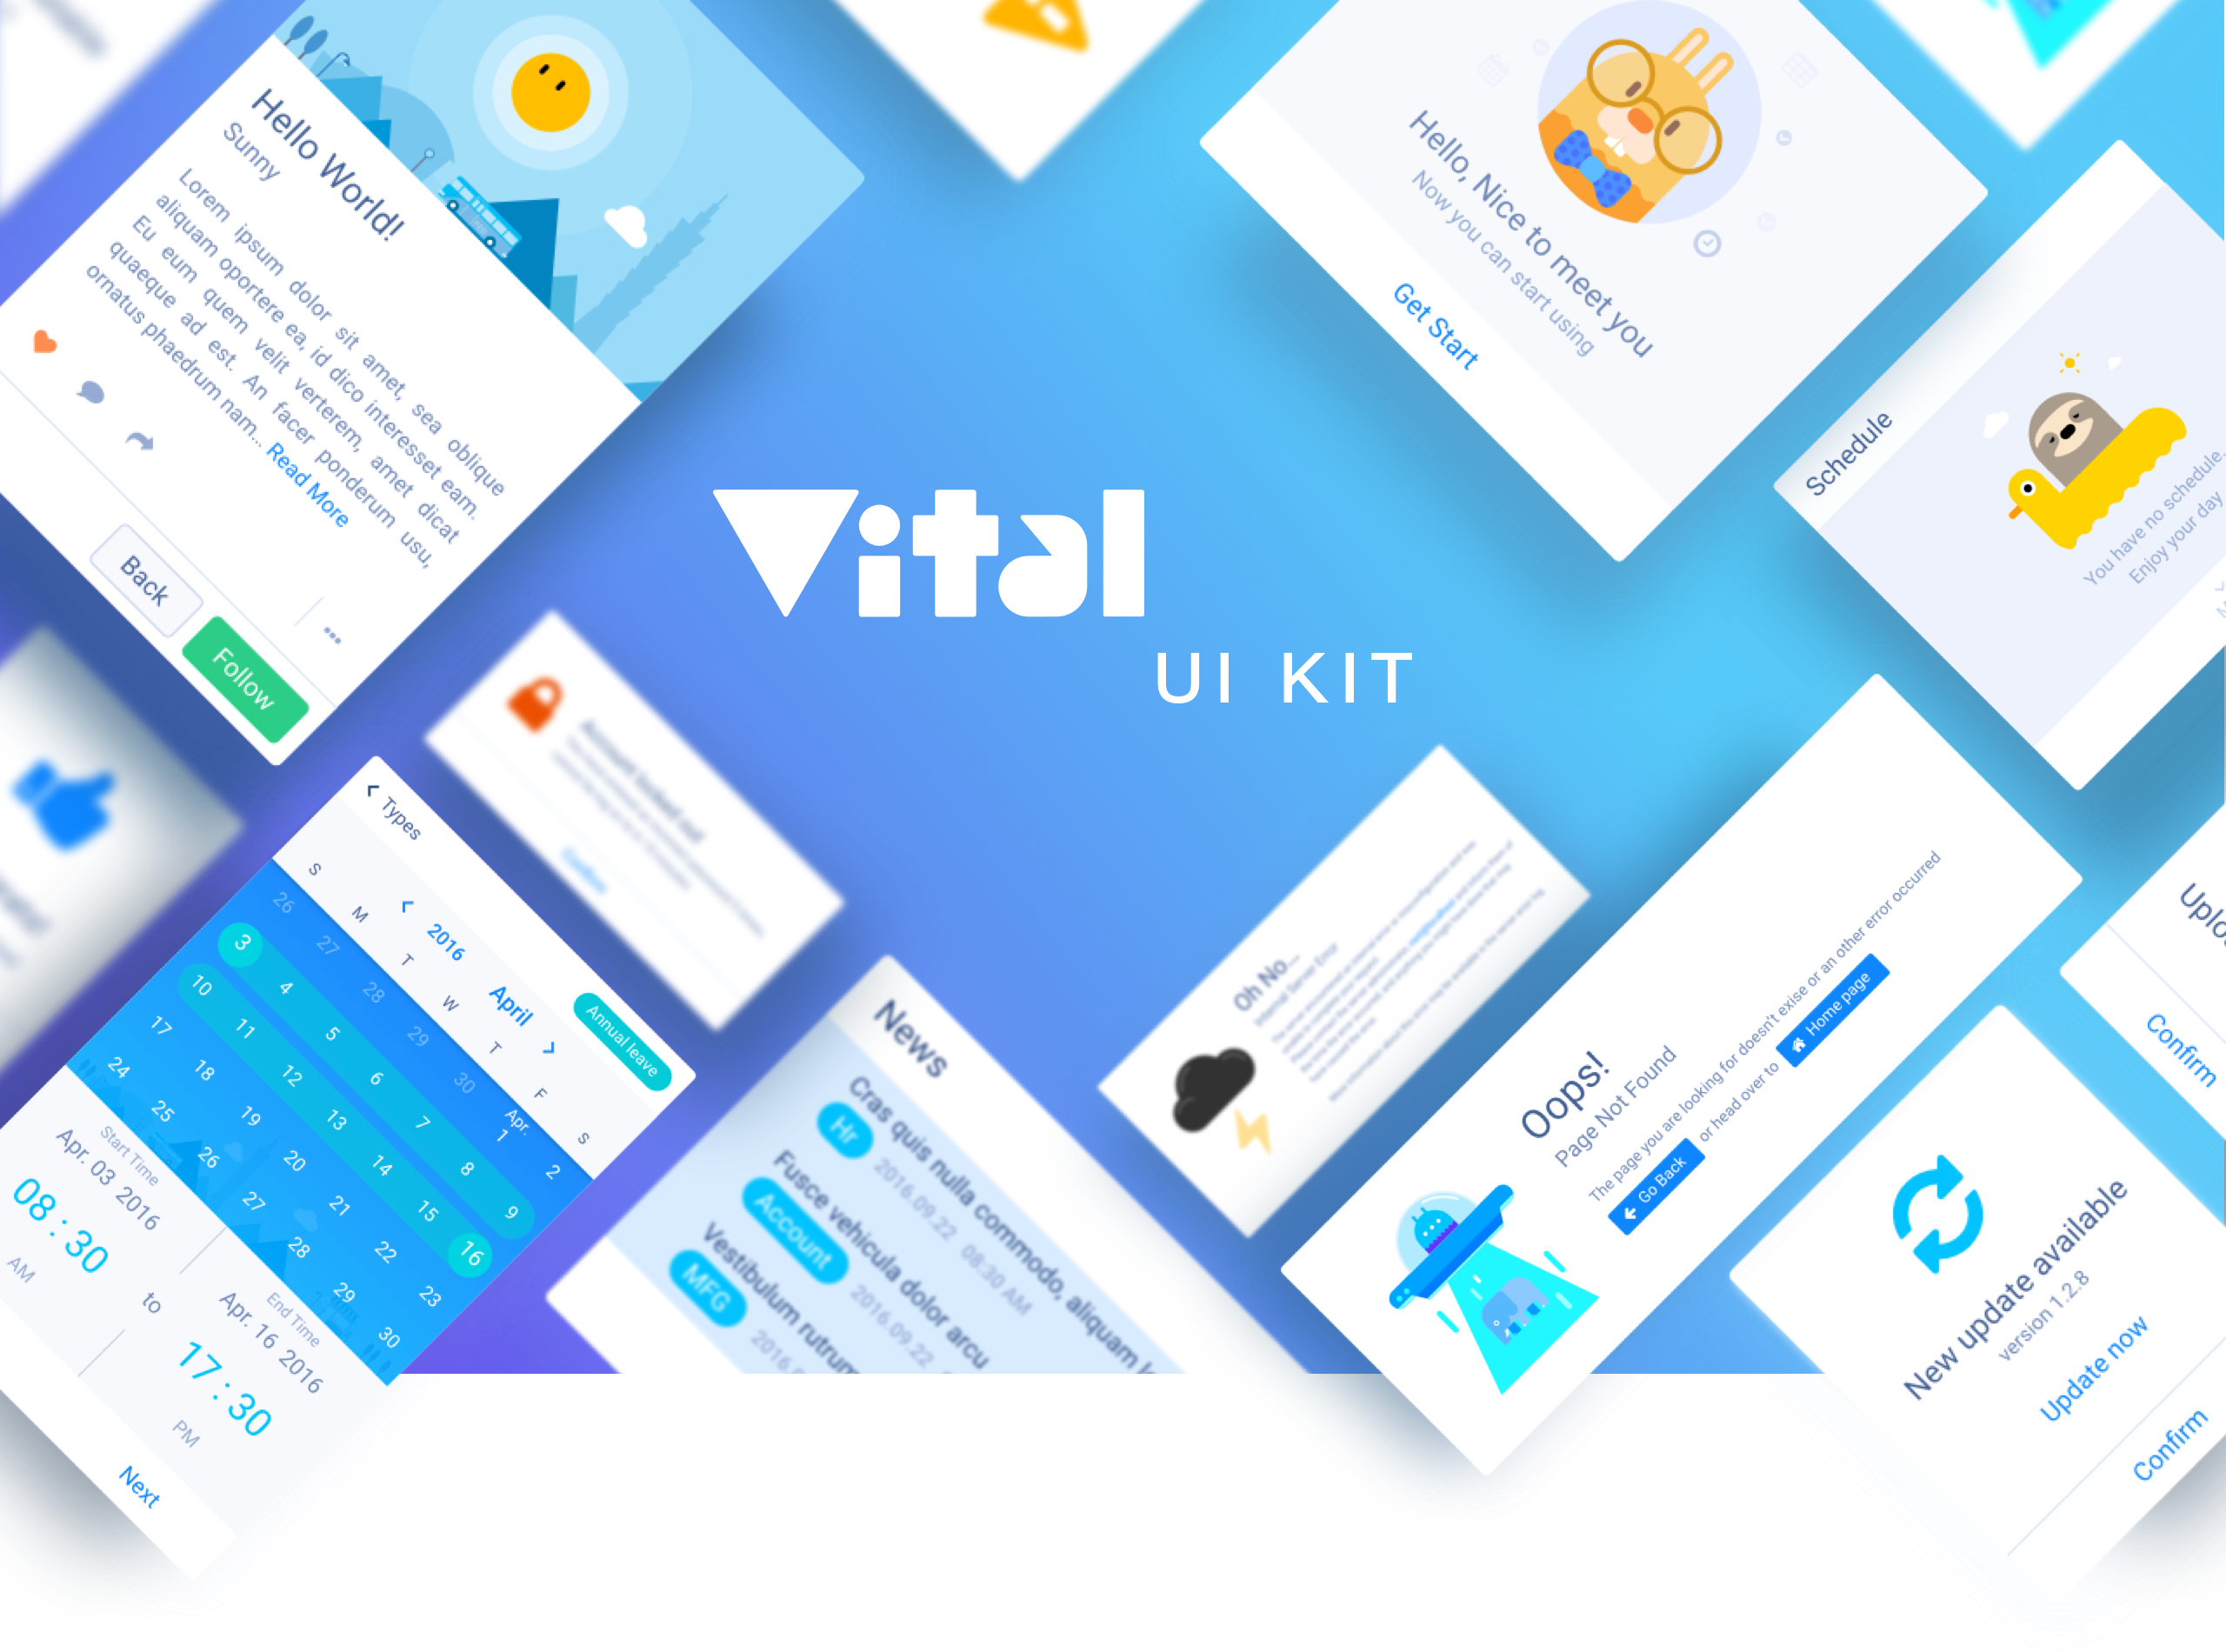 Hello World!
Sunny
Lorem ipsum dolor sit amet, sea oblique
aliquam oportere ea, id dico interesset eam.
Eu eum quem velit verterem, amet dicat
quaeque ad est. An facer ponderum usu,
ornatus phaedrum nam... Read More
Back
Follow
Hello, Nice to meet you
Now you can start using
Get Start
Schedule
You have no schedule.
Enjoy your day
Vital
UI KIT
Account locked out
Confirm
Types
Annual leave
2016
April
S M T W T F S
26 27 28 29 30 Apr. 1 2
3 4 5 6 7 8 9
10 11 12 13 14 15 16
17 18 19 20 21 22 23
24 25 26 27 28 29 30
Start Time
Apr. 03 2016
08 : 30
AM
to
End Time
Apr. 16 2016
17 : 30
PM
Next
News
Cras quis nulla commodo, aliquam
Hr 2016.09.22 08:30 AM
Fusce vehicula dolor arcu
Account 2016.09.22
Vestibulum rutrum
MFG 2016.
Oh No...
Internal Server Error
Oops!
Page Not Found
The page you are looking for doesn't exise or an other error occurred
Go Back or head over to Home page
Confirm
New update available
version 1.2.8
Update now
Confirm